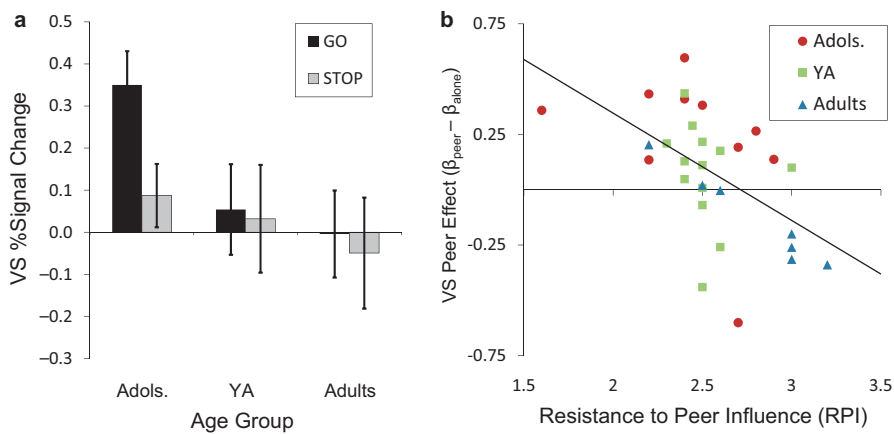 a
GO
STOP
0.5
0.4
0.3
0.2
0.1
0.0
−0.1
−0.2
−0.3
VS %Signal Change
Adols.
YA
Adults
Age Group
b
Adols.
YA
Adults
0.75
0.25
-0.25
-0.75
VS Peer Effect (βpeer – βalone)
1.5
2
2.5
3
3.5
Resistance to Peer Influence (RPI)